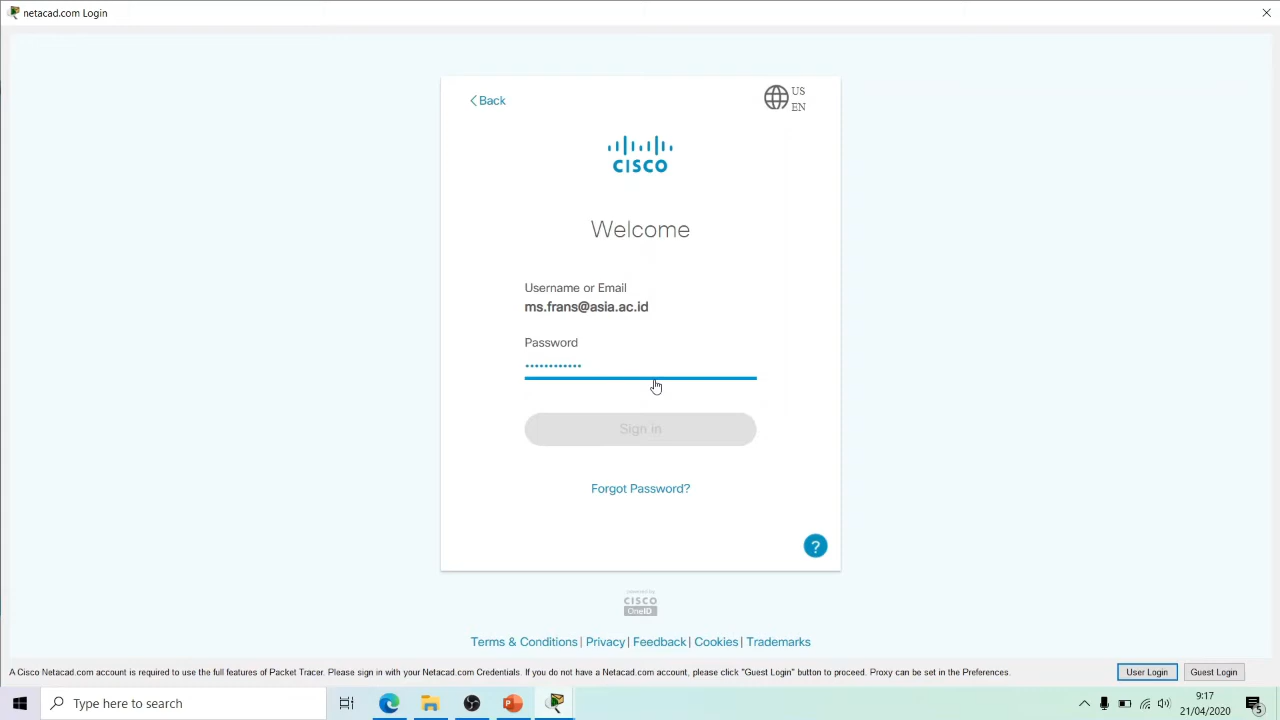 netacad.com Login
Back
US
EN
CISCO
Welcome
Username or Email
ms.frans@asia.ac.id
Password
Sign in
Forgot Password?
?
powered by
CISCO
OneID
Terms & Conditions | Privacy | Feedback | Cookies | Trademarks
A Cisco Netacad.com account is required to use the full features of Packet Tracer. Please sign in with your Netacad.com Credentials. If you do not have a Netacad.com account, please click "Guest Login" button to proceed. Proxy can be set in the Preferences.
User Login
Guest Login
Type here to search
9:17
21/04/2020
5